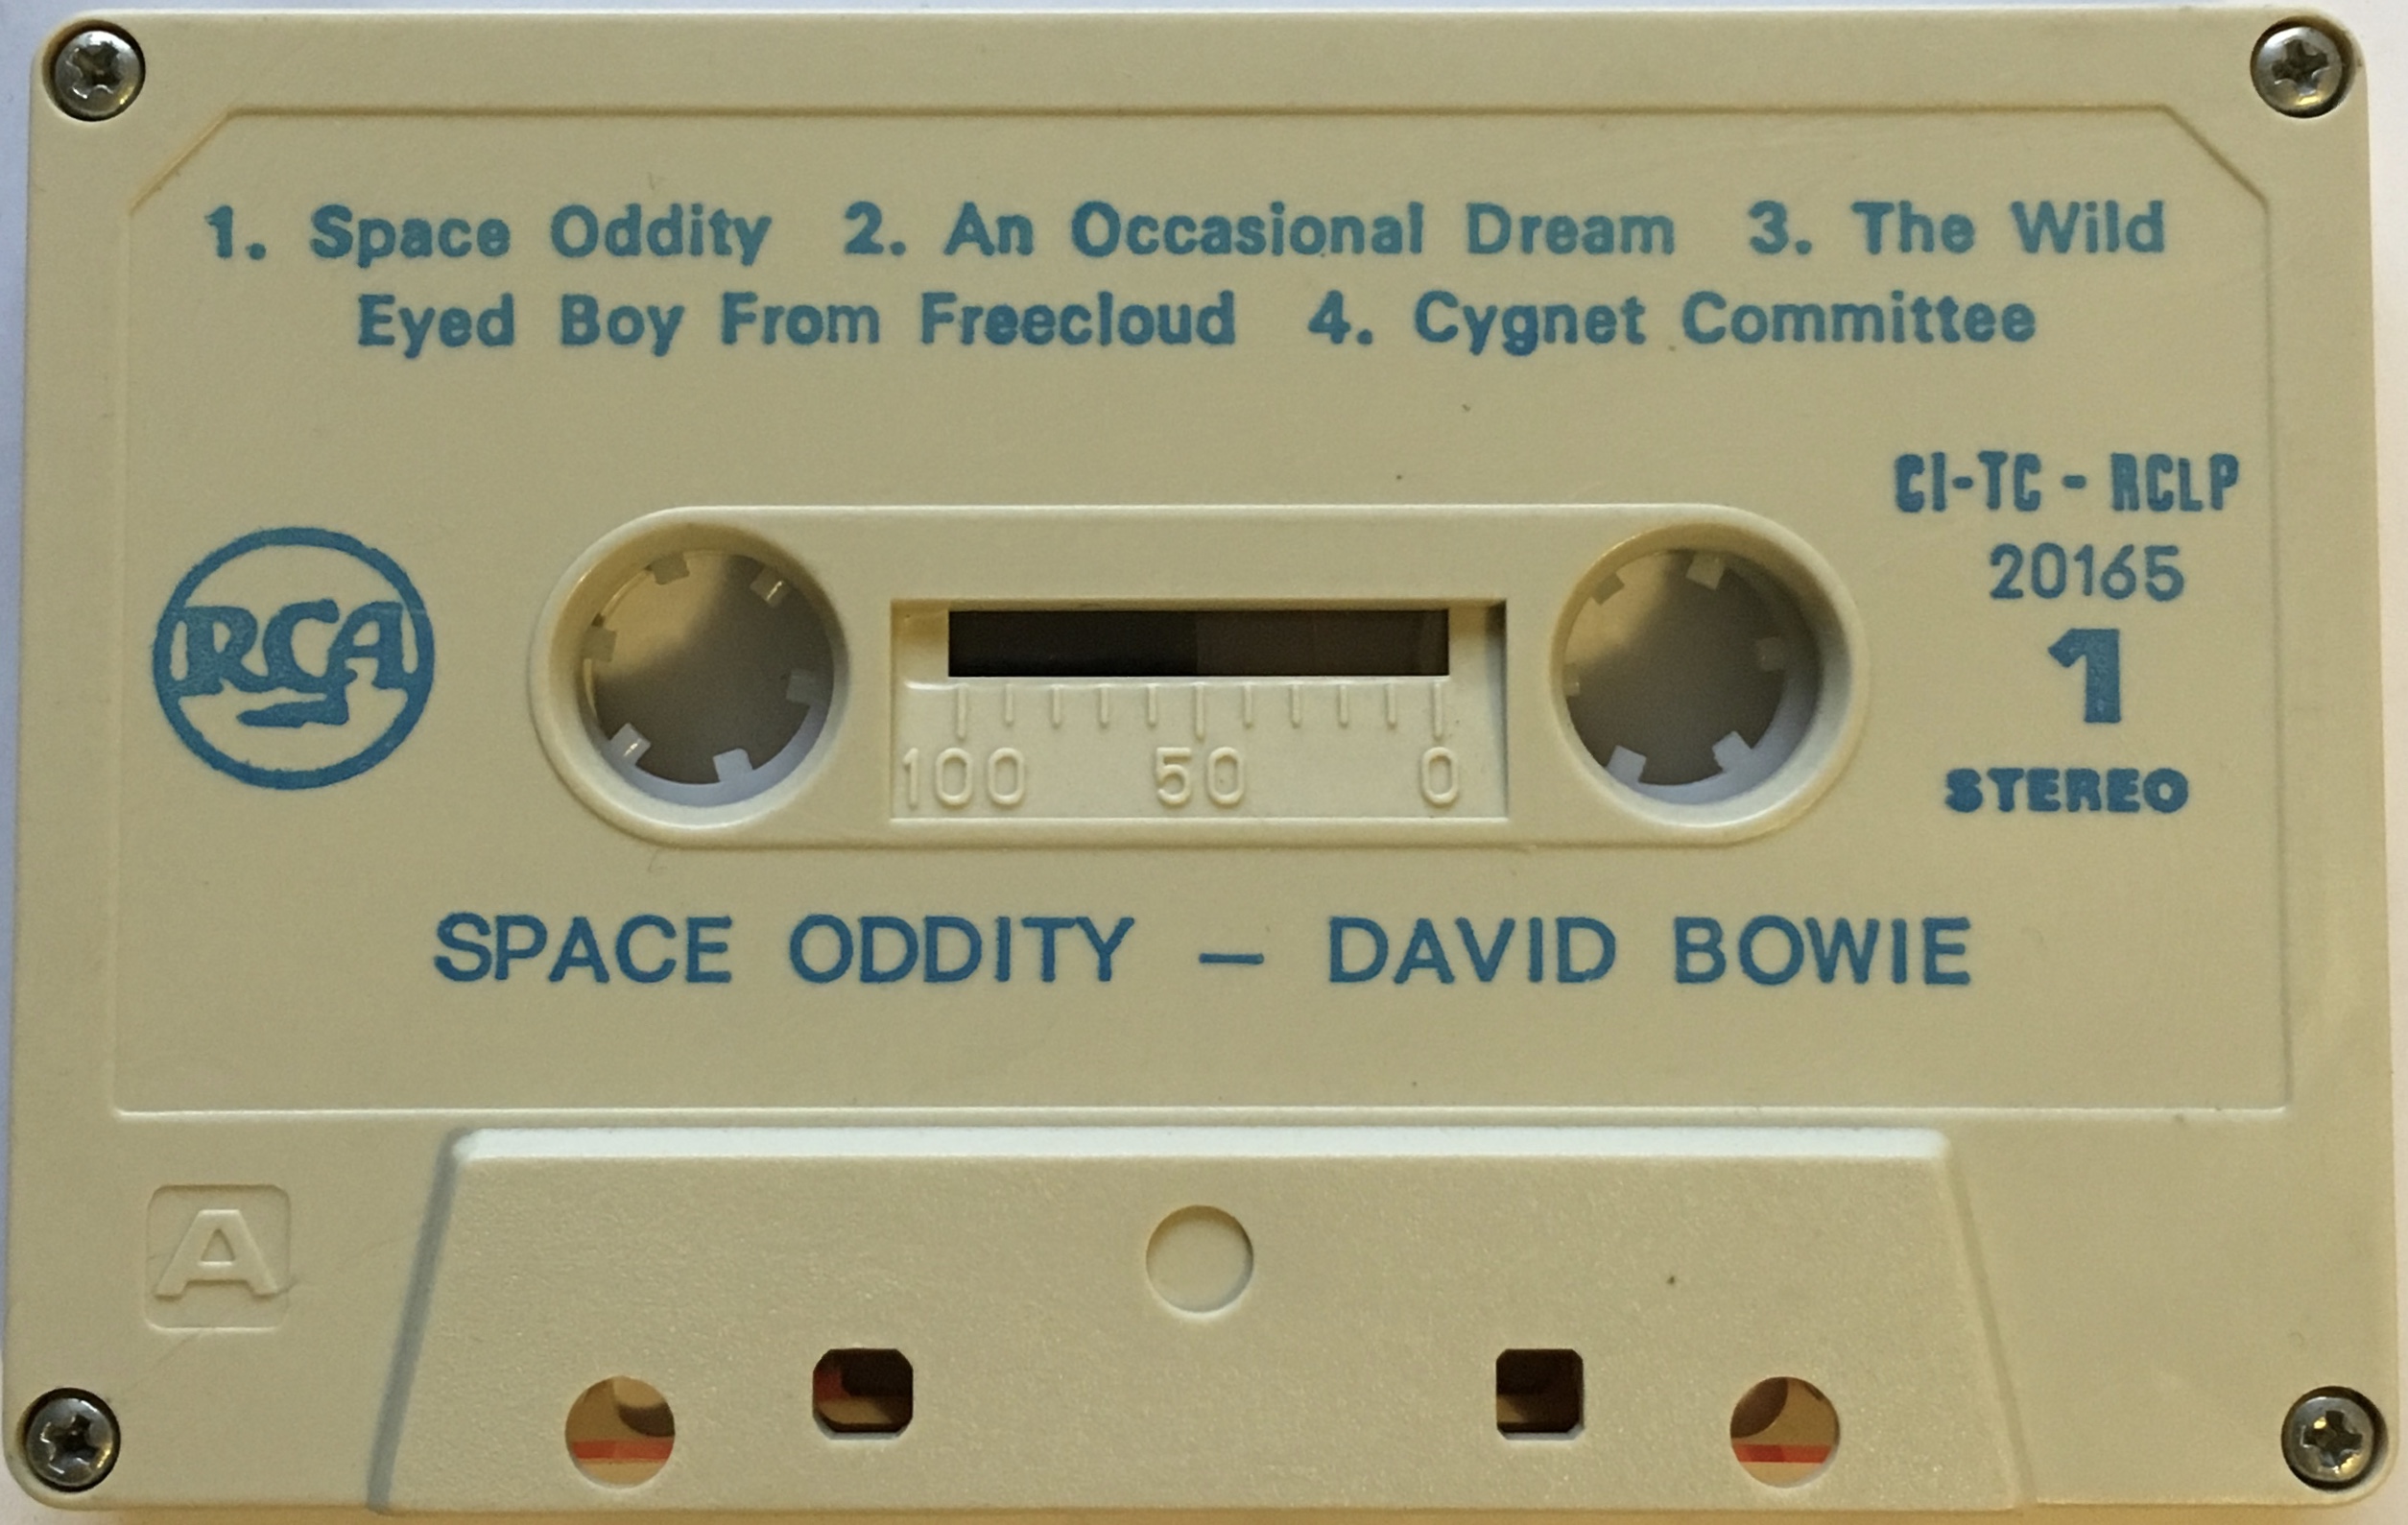 1. Space Oddity 2. An Occasional Dream 3. The Wild
Eyed Boy From Freecloud 4. Cygnet Committee
CI-TC - RCLP
20165
RCA
1
STEREO
100 50 0
SPACE ODDITY — DAVID BOWIE
A